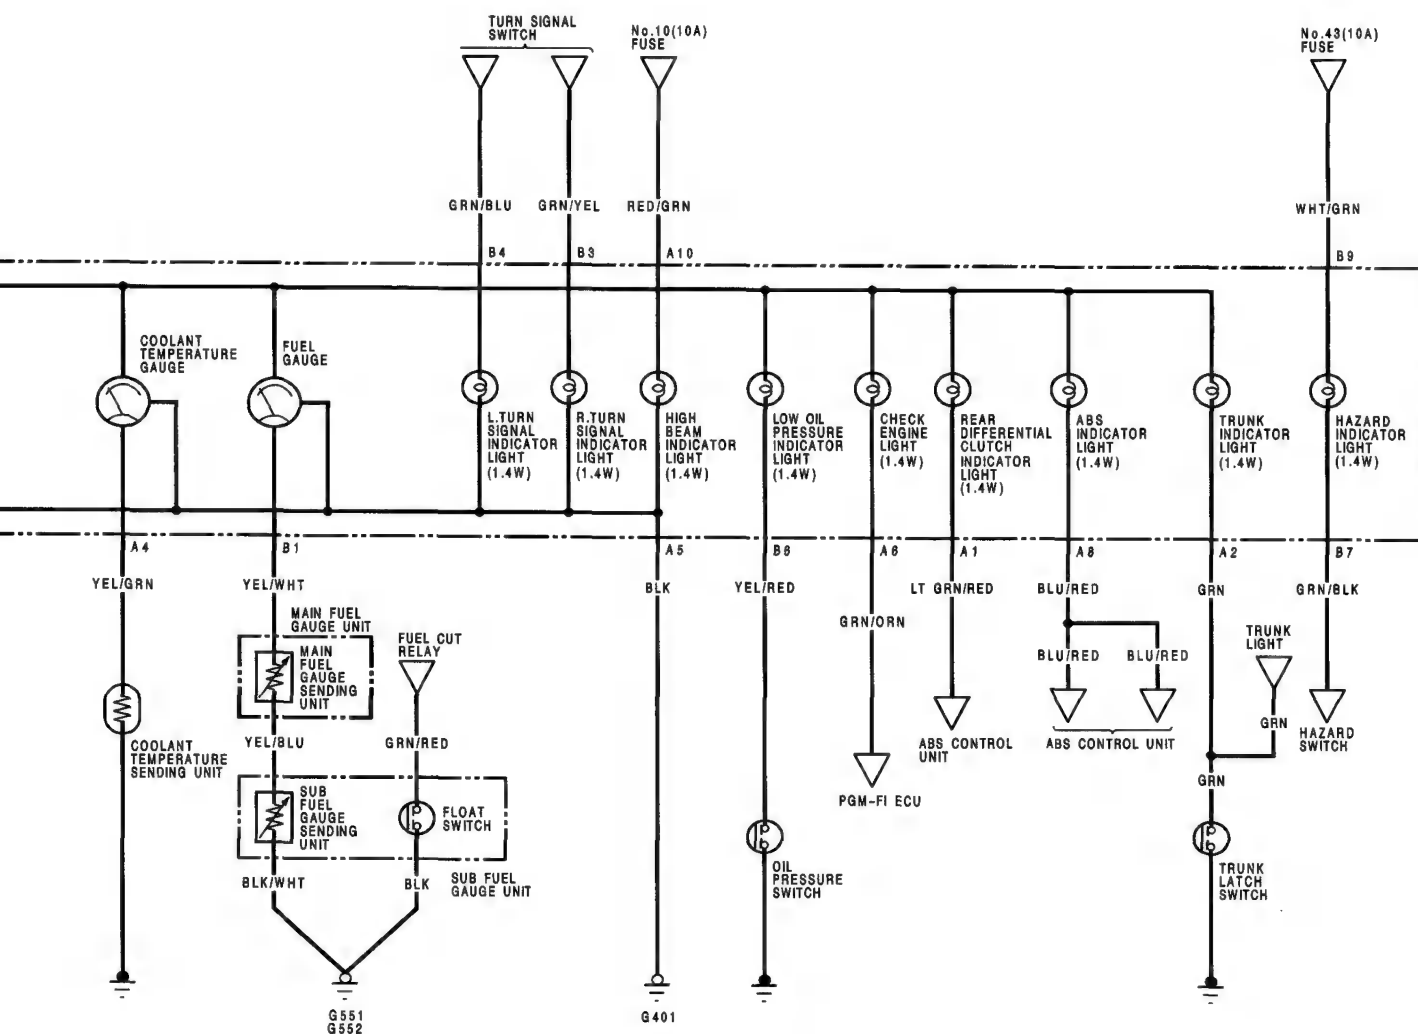 TURN SIGNAL
SWITCH
No.10(10A)
FUSE
No.43(10A)
FUSE
GRN/BLU
GRN/YEL
RED/GRN
WHT/GRN
B4
B3
A10
B9
COOLANT
TEMPERATURE
GAUGE
FUEL
GAUGE
L.TURN
SIGNAL
INDICATOR
LIGHT
(1.4W)
R.TURN
SIGNAL
INDICATOR
LIGHT
(1.4W)
HIGH
BEAM
INDICATOR
LIGHT
(1.4W)
LOW OIL
PRESSURE
INDICATOR
LIGHT
(1.4W)
CHECK
ENGINE
LIGHT
(1.4W)
REAR
DIFFERENTIAL
CLUTCH
INDICATOR
LIGHT
(1.4W)
ABS
INDICATOR
LIGHT
(1.4W)
TRUNK
INDICATOR
LIGHT
(1.4W)
HAZARD
INDICATOR
LIGHT
(1.4W)
A4
B1
A5
B6
A6
A1
A8
A2
B7
YEL/GRN
YEL/WHT
BLK
YEL/RED
GRN/ORN
LT GRN/RED
BLU/RED
GRN
GRN/BLK
MAIN FUEL
GAUGE UNIT
MAIN
FUEL
GAUGE
SENDING
UNIT
FUEL CUT
RELAY
BLU/RED
BLU/RED
TRUNK
LIGHT
GRN
COOLANT
TEMPERATURE
SENDING UNIT
YEL/BLU
GRN/RED
ABS CONTROL
UNIT
ABS CONTROL UNIT
HAZARD
SWITCH
GRN
PGM-FI ECU
SUB
FUEL
GAUGE
SENDING
UNIT
FLOAT
SWITCH
BLK/WHT
BLK
SUB FUEL
GAUGE UNIT
OIL
PRESSURE
SWITCH
TRUNK
LATCH
SWITCH
G551
G552
G401